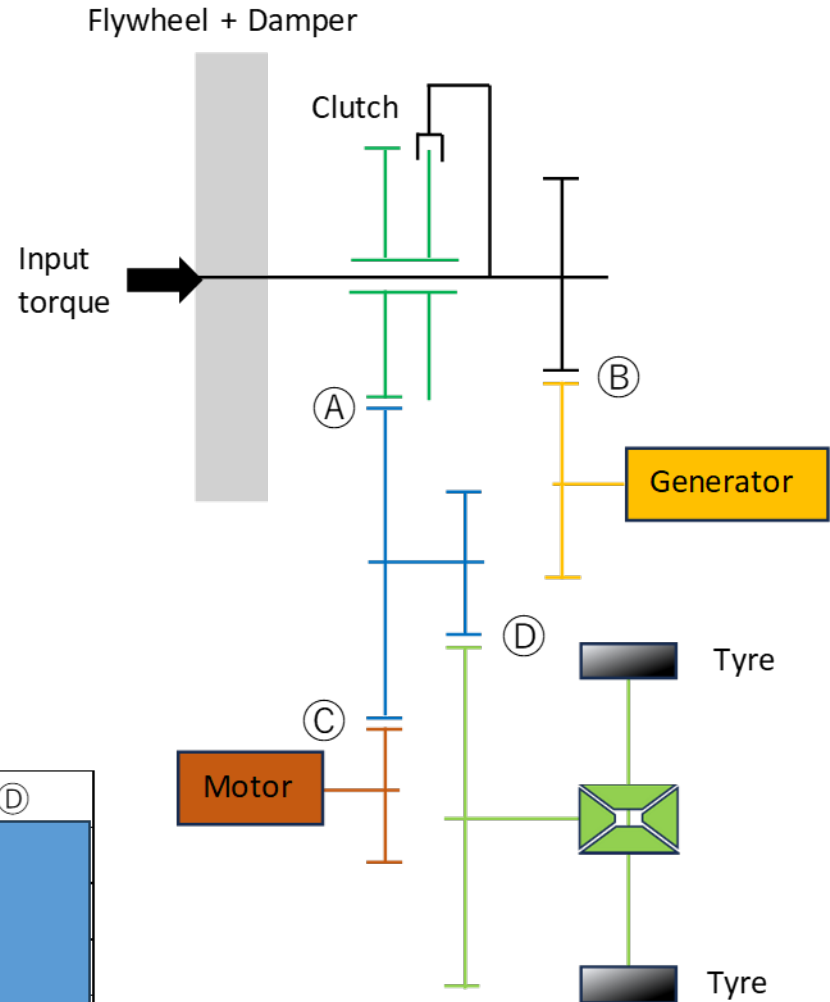 Flywheel + Damper
Clutch
Input
torque
Ⓑ
Ⓐ
Generator
Ⓓ
Tyre
Ⓒ
Motor
Ⓓ
Tyre